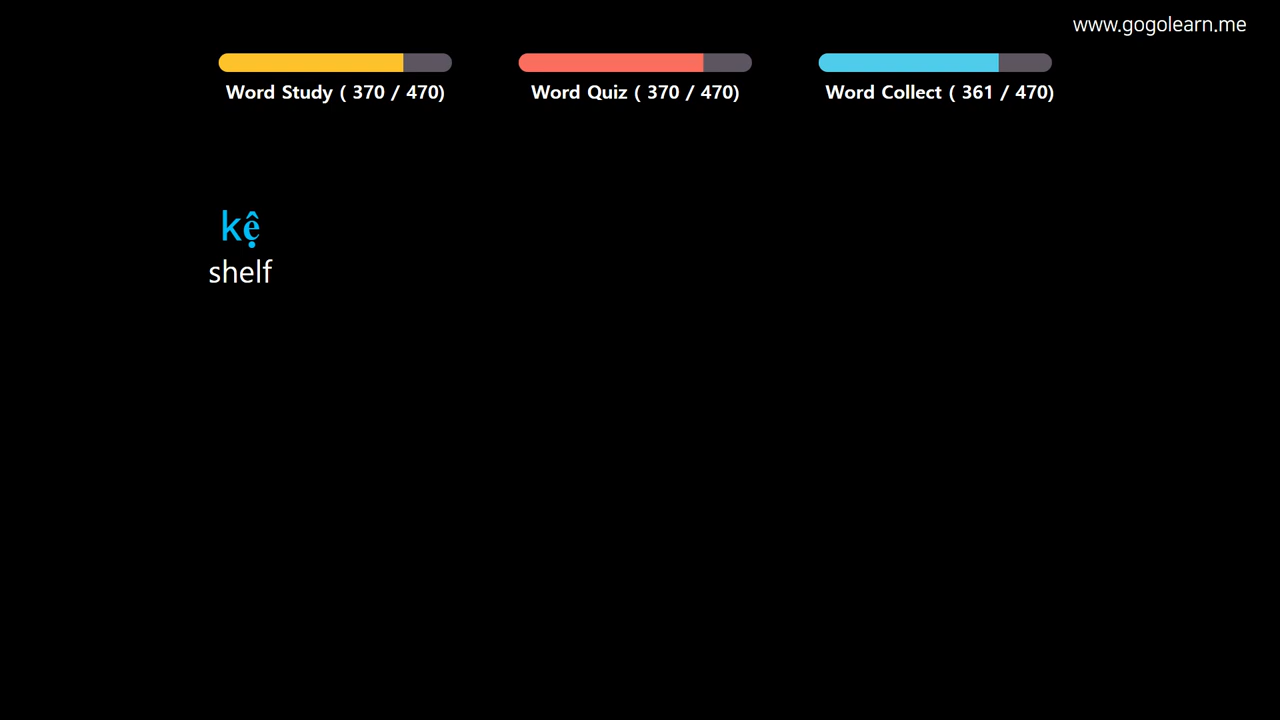 www.gogolearn.me
Word Study ( 370 / 470)
Word Quiz ( 370 / 470)
Word Collect ( 361 / 470)
kệ
shelf